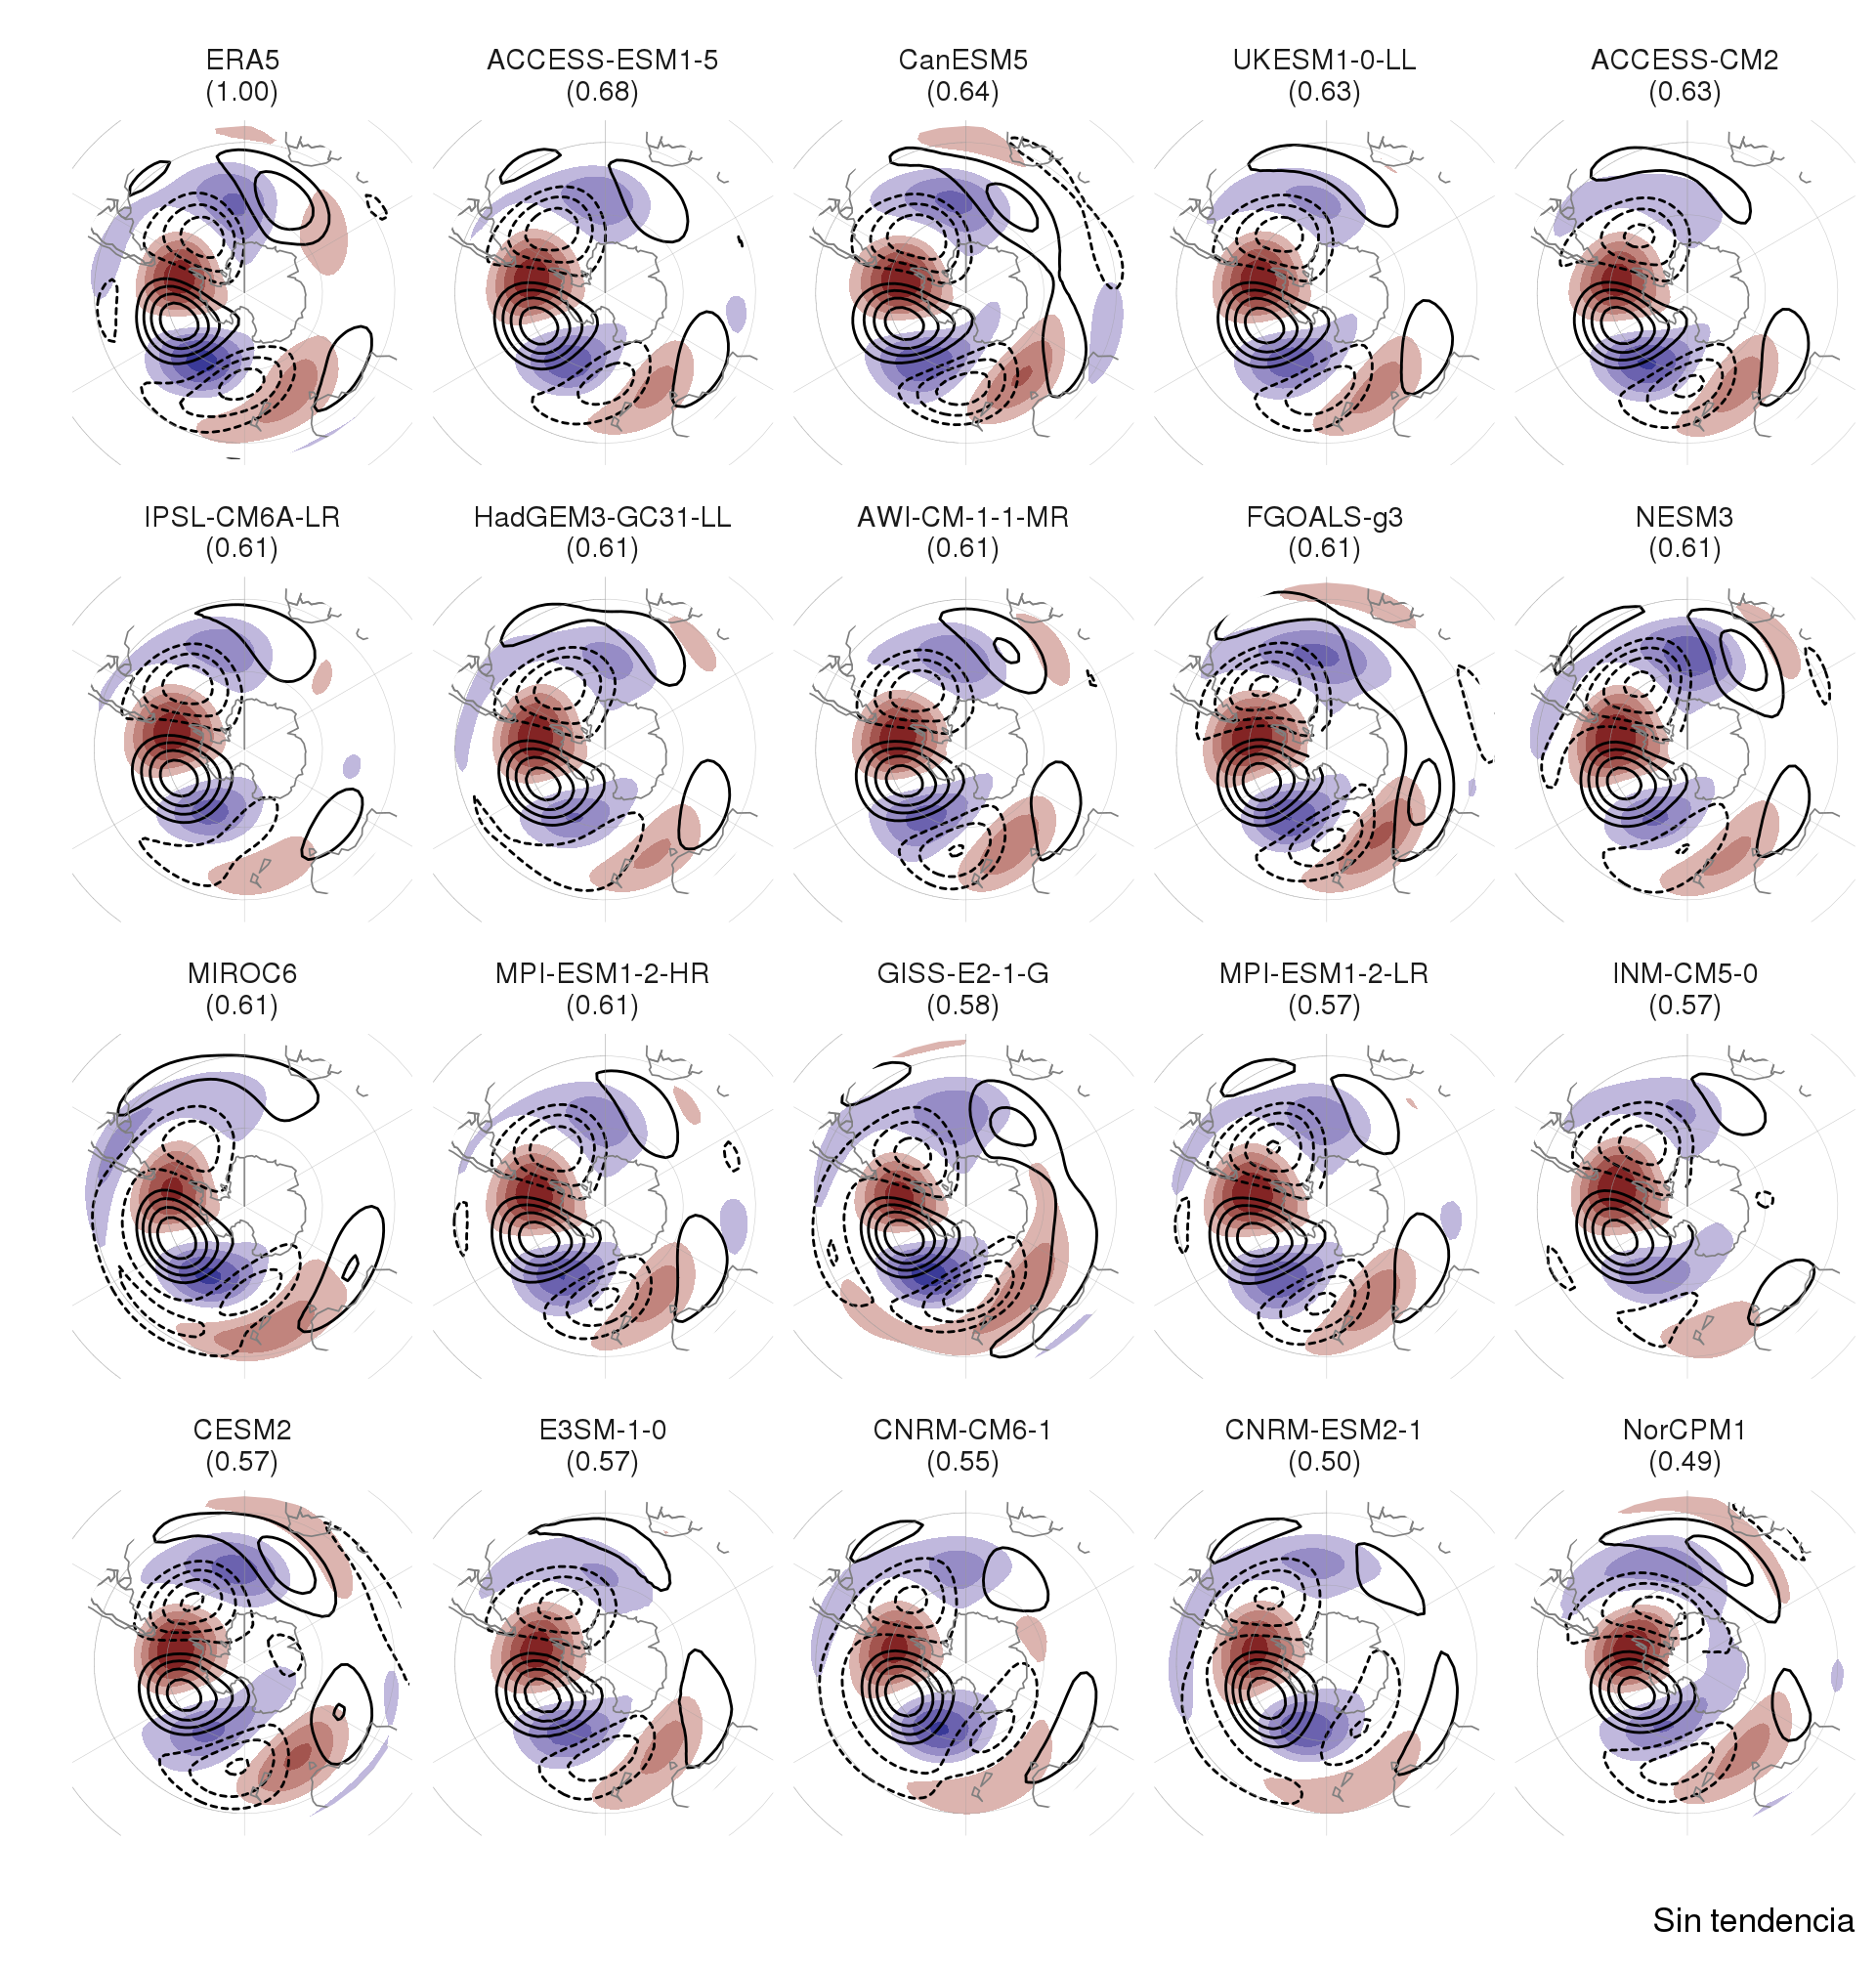 ERA5
(1.00)
ACCESS-ESM1-5
(0.68)
CanESM5
(0.64)
UKESM1-0-LL
(0.63)
ACCESS-CM2
(0.63)
IPSL-CM6A-LR
(0.61)
HadGEM3-GC31-LL
(0.61)
AWI-CM-1-1-MR
(0.61)
FGOALS-g3
(0.61)
NESM3
(0.61)
MIROC6
(0.61)
MPI-ESM1-2-HR
(0.61)
GISS-E2-1-G
(0.58)
MPI-ESM1-2-LR
(0.57)
INM-CM5-0
(0.57)
CESM2
(0.57)
E3SM-1-0
(0.57)
CNRM-CM6-1
(0.55)
CNRM-ESM2-1
(0.50)
NorCPM1
(0.49)
Sin tendencia